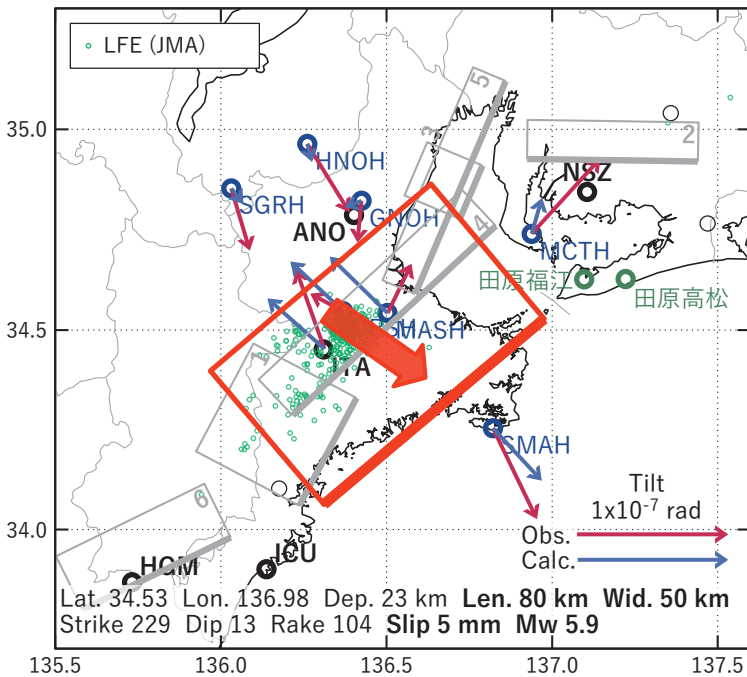 LFE (JMA)
5
35.0
2
3
HNOH
NSZ
SGRH
GNOH
ANO
4
MCTH
田原福江
田原高松
34.5
MASH
1
ITA
SMAH
Tilt
1x10-7 rad
6
34.0
Obs.
Calc.
HGM
ICU
Lat. 34.53 Lon. 136.98 Dep. 23 km Len. 80 km Wid. 50 km
Strike 229 Dip 13 Rake 104 Slip 5 mm Mw 5.9
135.5 136.0 136.5 137.0 137.5